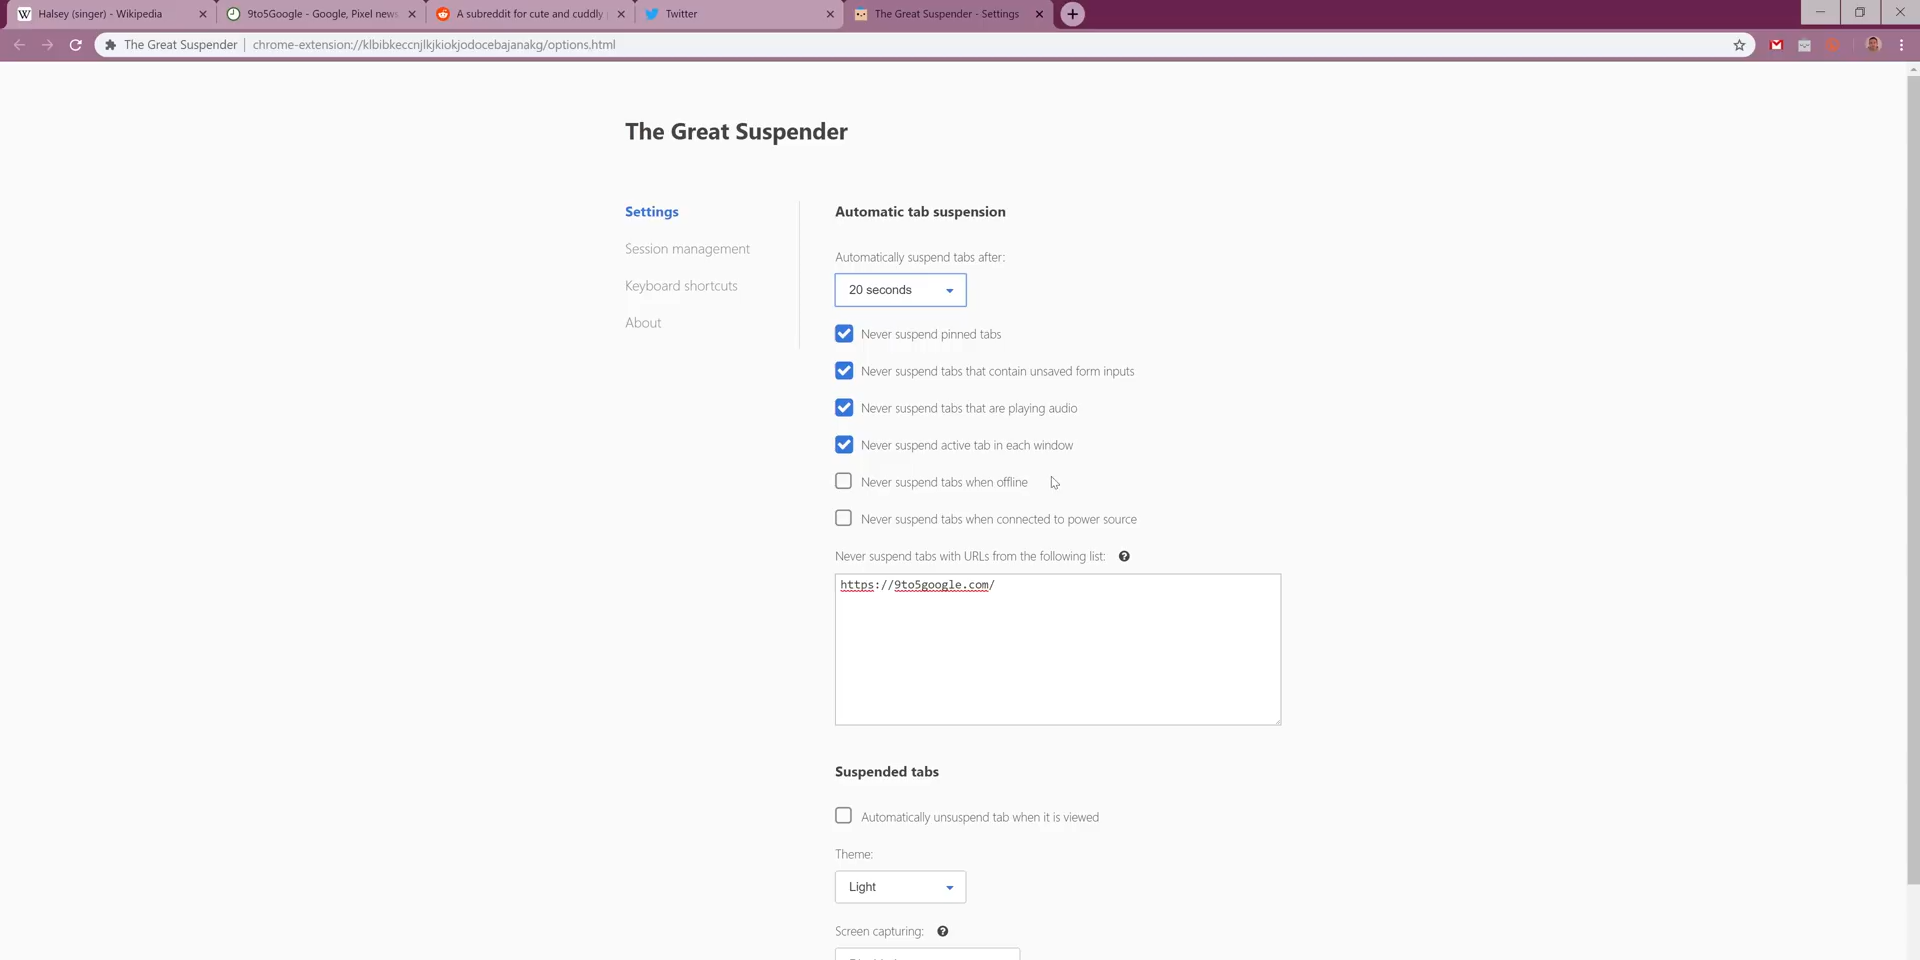 Halsey (singer) - Wikipedia
9to5Google - Google, Pixel news,
A subreddit for cute and cuddly
Twitter
The Great Suspender - Settings
The Great Suspender | chrome-extension://klbibkeccnjlkjkiokjodocebajanakg/options.html
The Great Suspender
Settings
Session management
Keyboard shortcuts
About
Automatic tab suspension
Automatically suspend tabs after:
20 seconds
Never suspend pinned tabs
Never suspend tabs that contain unsaved form inputs
Never suspend tabs that are playing audio
Never suspend active tab in each window
Never suspend tabs when offline
Never suspend tabs when connected to power source
Never suspend tabs with URLs from the following list:
https://9to5google.com/
Suspended tabs
Automatically unsuspend tab when it is viewed
Theme:
Light
Screen capturing: